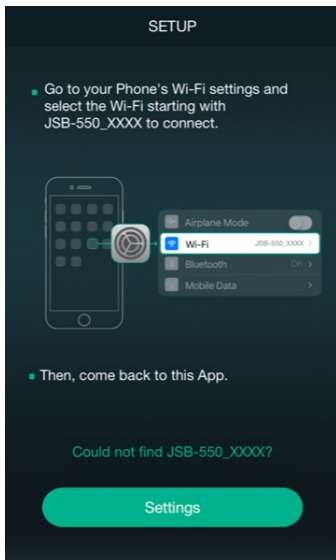 SETUP
Go to your Phone's Wi-Fi settings and
select the Wi-Fi starting with
JSB-550_XXXX to connect.
Airplane Mode
Wi-Fi JSB-550_XXXX >
Bluetooth On >
Mobile Data >
Then, come back to this App.
Could not find JSB-550_XXXX?
Settings